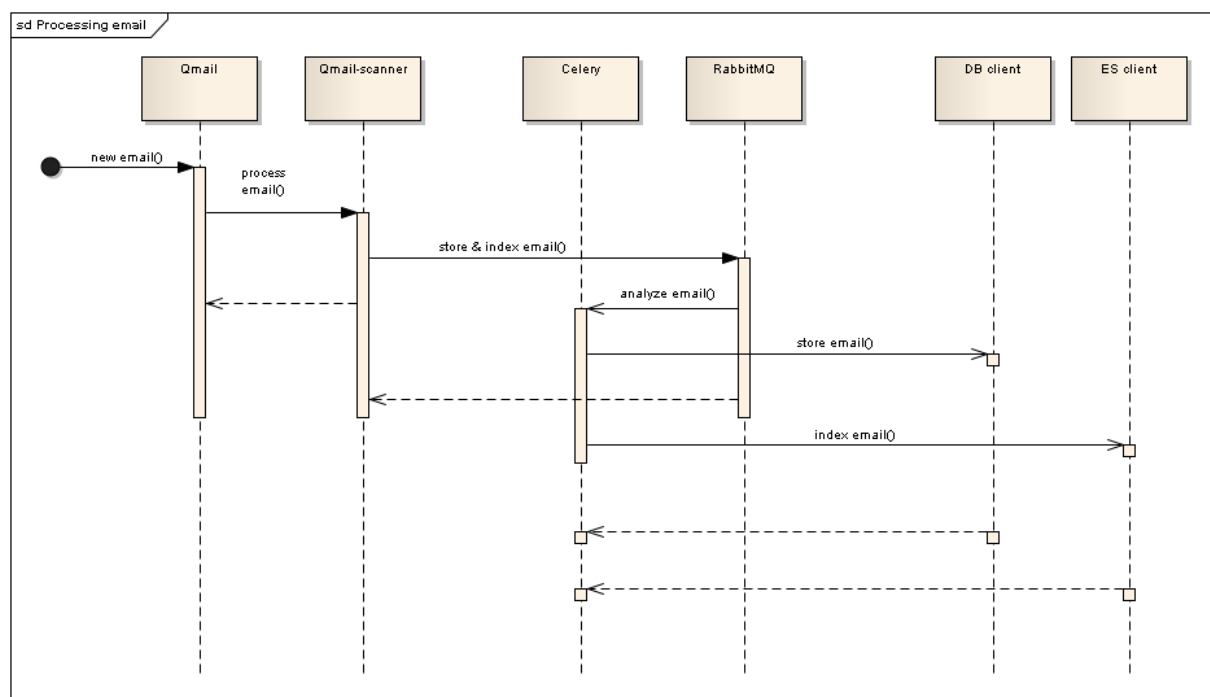 sd Processing email
Qmail
Qmail-scanner
Celery
RabbitMQ
DB client
ES client
new email()
process
email()
store & index email()
analyze email()
store email()
index email()